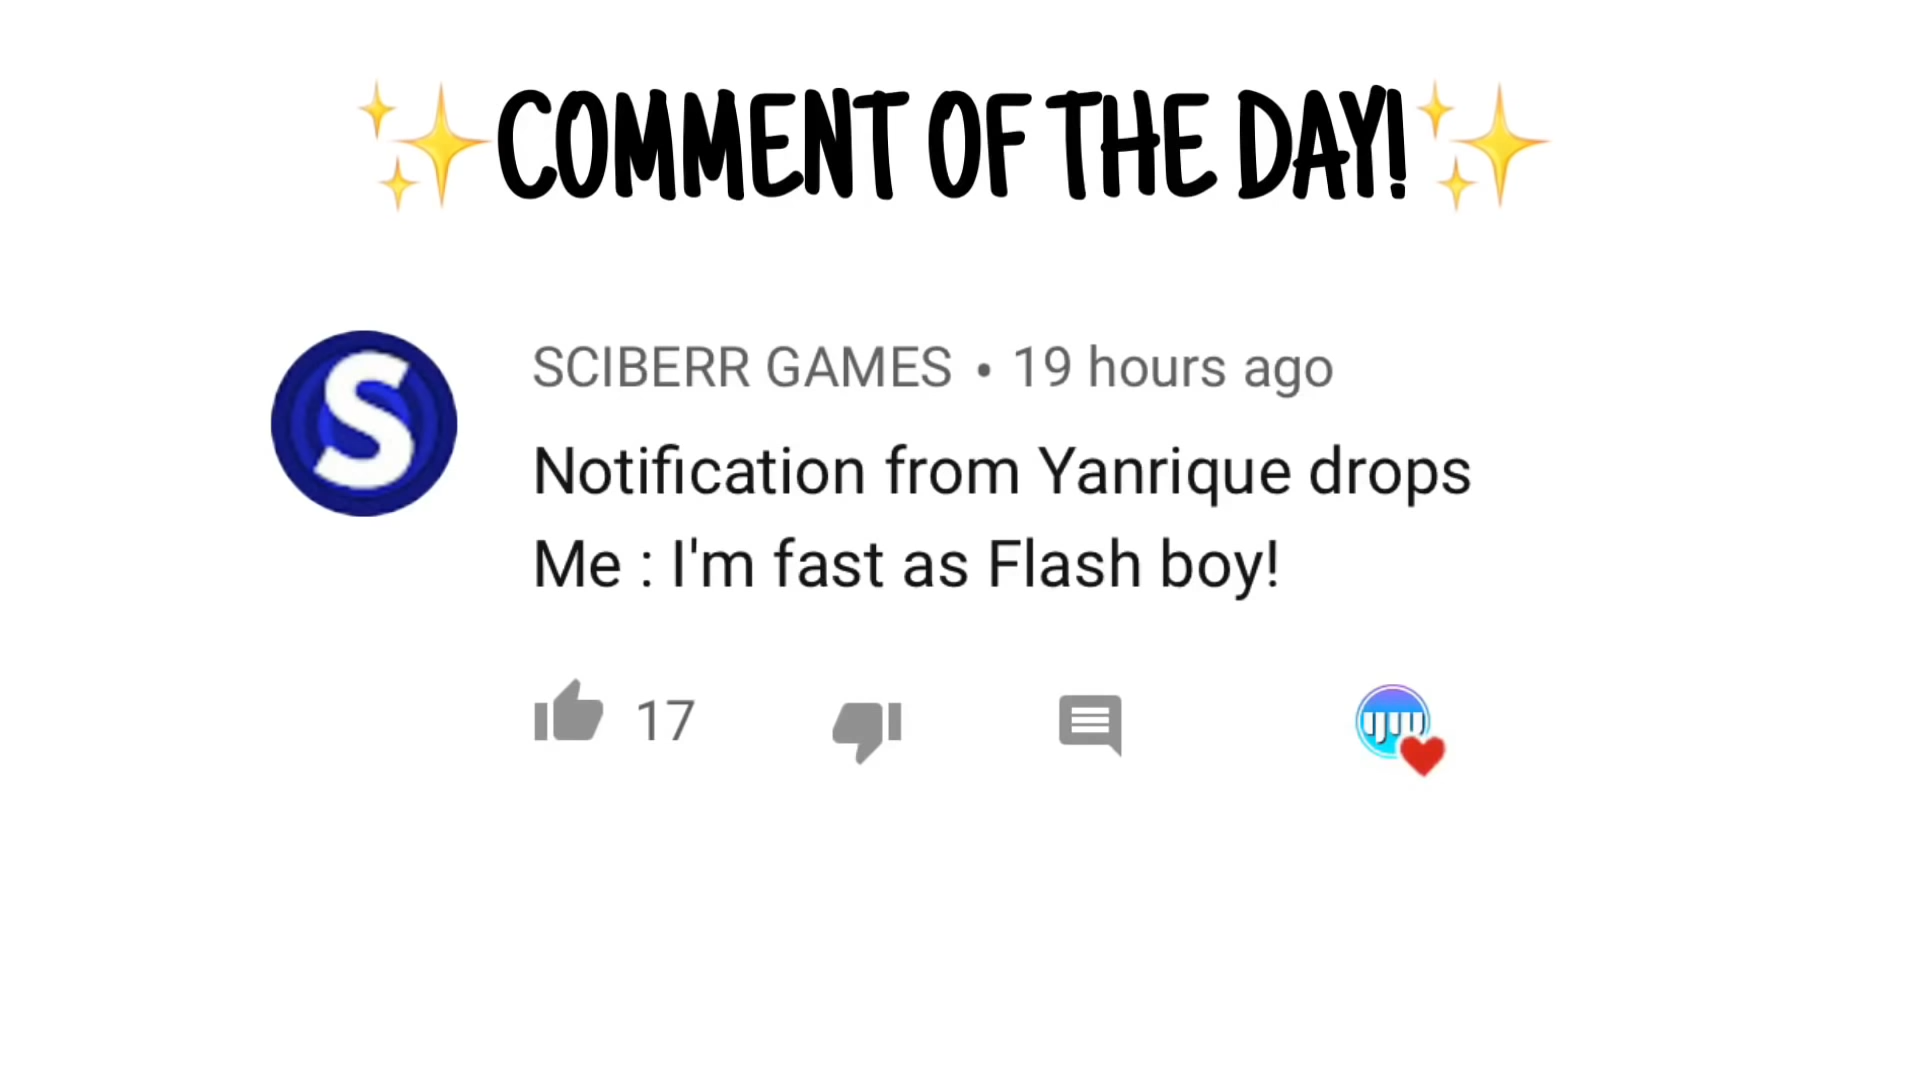 ✨COMMENT OF THE DAY!✨
SCIBERR GAMES • 19 hours ago
Notification from Yanrique drops
Me : I'm fast as Flash boy!
17
S